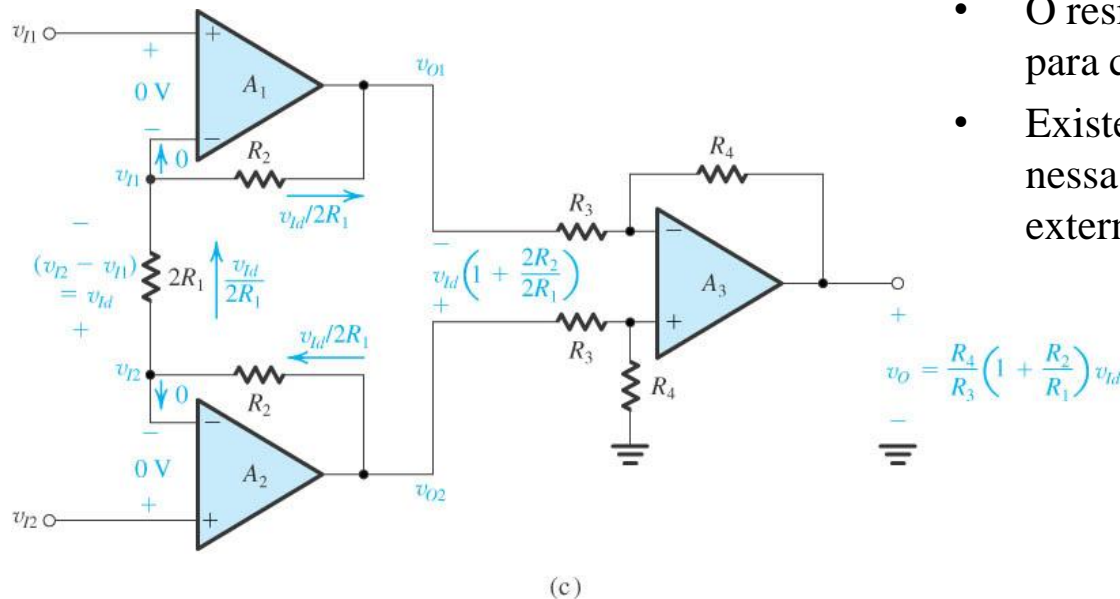 v_{I1}
+
0 V
−
+
−
A_1
v_{O1}
0
R_2
v_{I1}
v_{Id}/2R_1
−
(v_{I2} − v_{I1})
= v_{Id}
+
2R_1
v_{Id}/2R_1
v_{I2}
v_{Id}/2R_1
R_2
0
−
0 V
+
−
+
A_2
v_{O2}
v_{I2}
−
v_{Id}(1 + 2R_2/2R_1)
+
R_3
R_4
−
+
A_3
R_3
R_4
+
v_O = R_4/R_3 (1 + R_2/R_1) v_{Id}
−
(c)
• O
para
• Existe
nessa